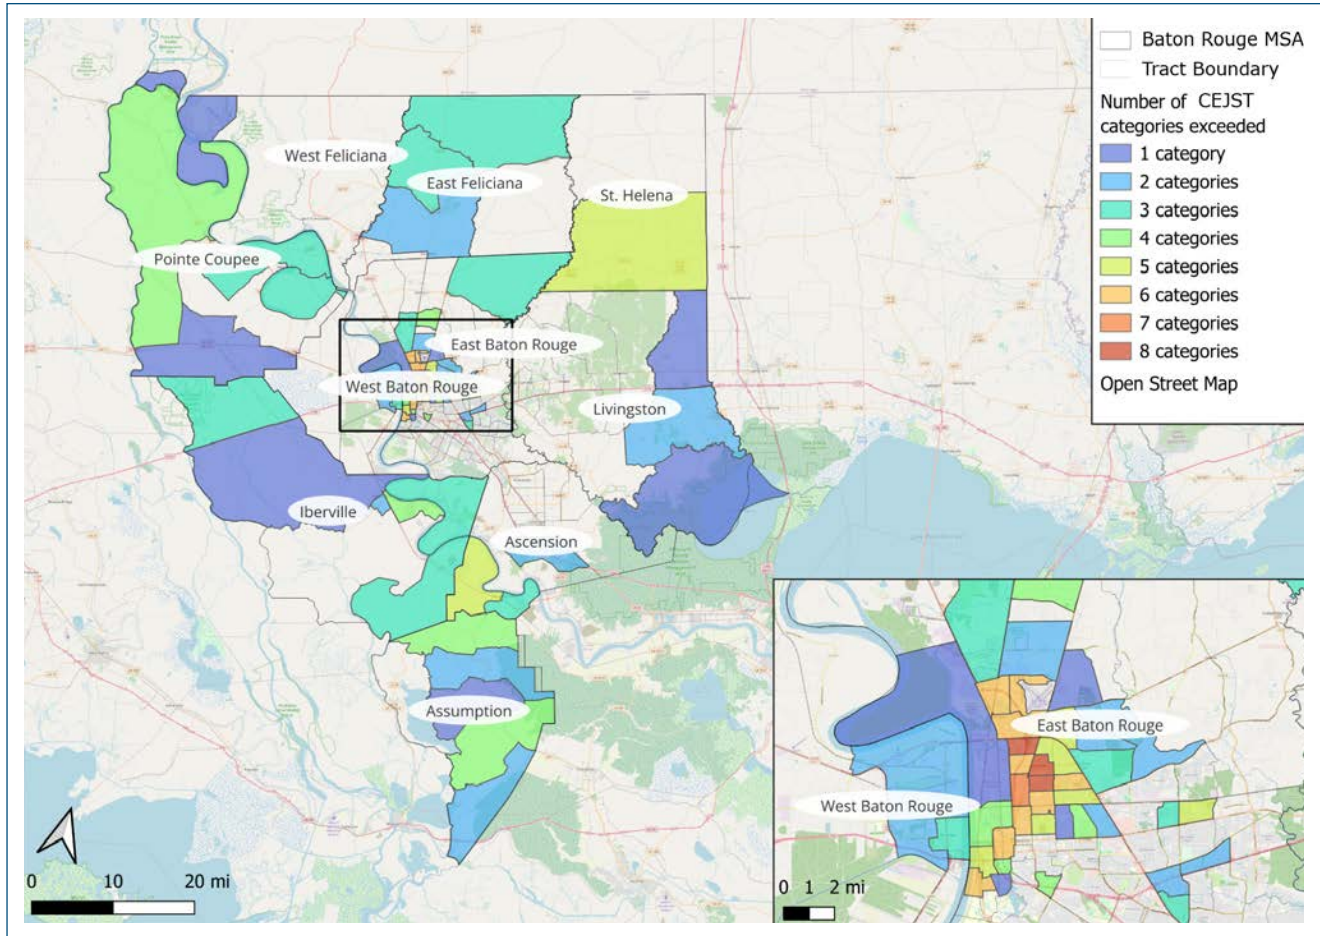 Baton Rouge MSA
Tract Boundary
Number of CEJST
categories exceeded
1 category
2 categories
3 categories
4 categories
5 categories
6 categories
7 categories
8 categories
Open Street Map
West Feliciana
East Feliciana
St. Helena
Pointe Coupee
East Baton Rouge
West Baton Rouge
Livingston
Iberville
Ascension
Assumption
0 10 20 mi
East Baton Rouge
West Baton Rouge
0 1 2 mi